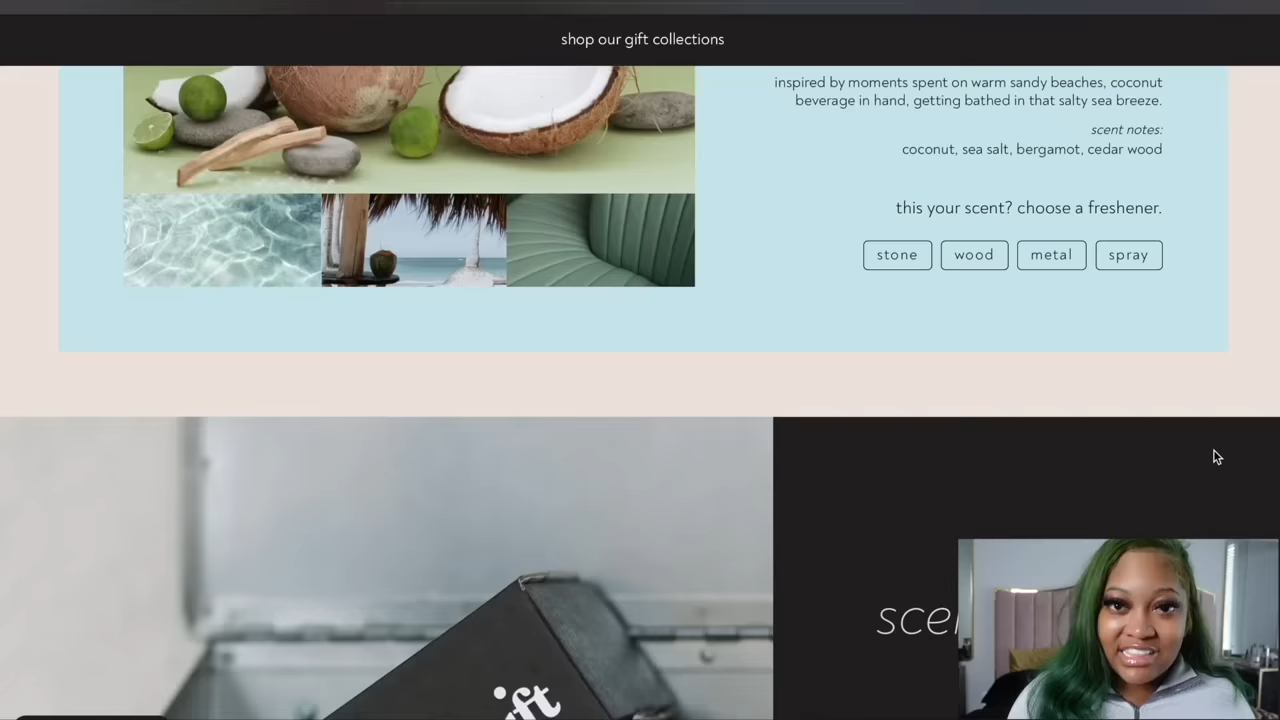 shop our gift collections
inspired by moments spent on warm sandy beaches, coconut
beverage in hand, getting bathed in that salty sea breeze.
scent notes:
coconut, sea salt, bergamot, cedar wood
this your scent? choose a freshener.
stone wood metal spray